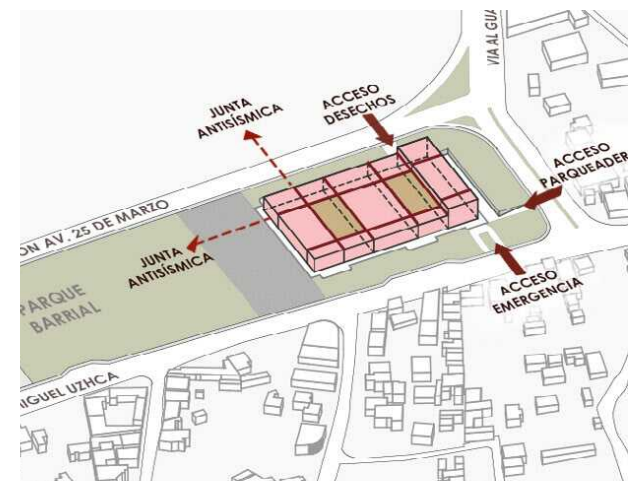 VIA AL GUA
JUNTA
ANTISÍSMICA
ACCESO
DESECHOS
ACCESO
PARQUEADER
ON AV. 25 DE MARZO
JUNTA
ANTISÍSMICA
ACCESO
EMERGENCIA
PARQUE
BARRIAL
MIGUEL UZHCA